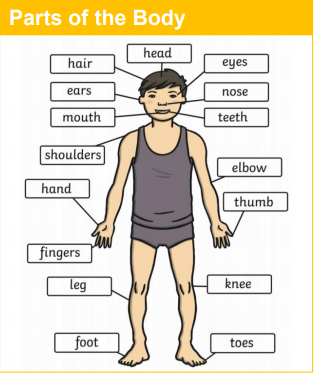 Parts of the Body
head
hair
eyes
ears
nose
mouth
teeth
shoulders
elbow
hand
thumb
fingers
leg
knee
foot
toes